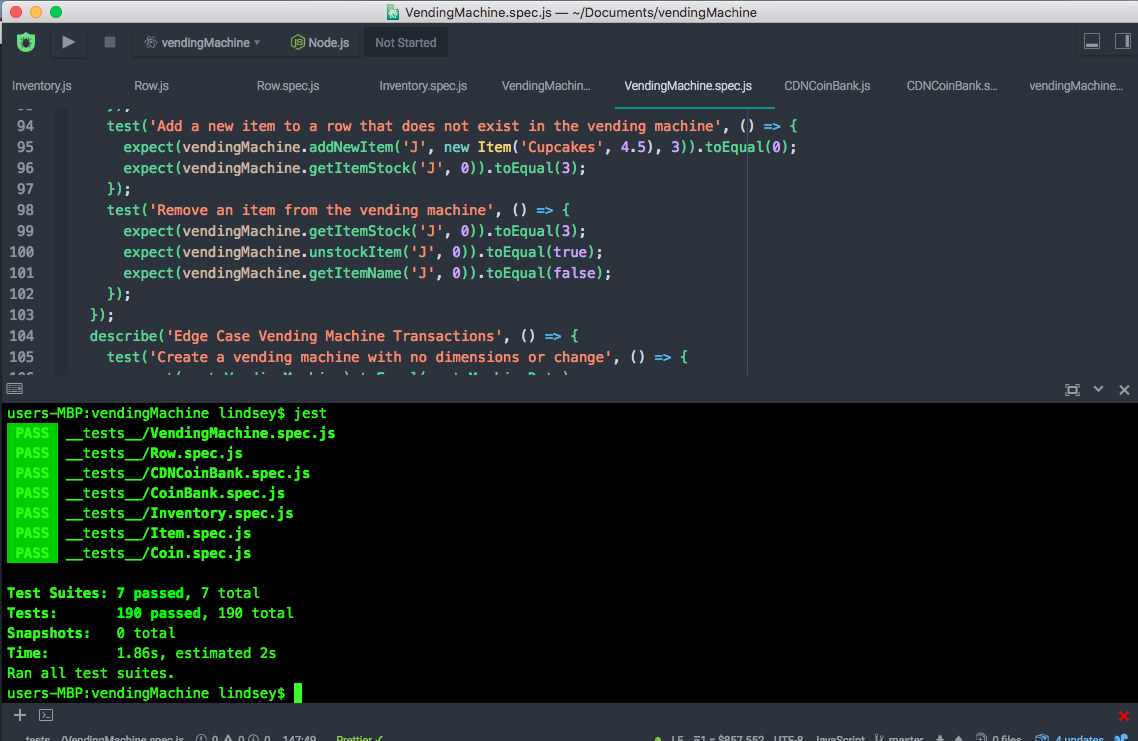 VendingMachine.spec.js — ~/Documents/vendingMachine
vendingMachine Node.js Not Started
Inventory.js Row.js Row.spec.js Inventory.spec.js VendingMachin... VendingMachine.spec.js CDNCoinBank.js CDNCoinBank.s... vendingMachine...
94 test('Add a new item to a row that does not exist in the vending machine', () => {
95 expect(vendingMachine.addNewItem('J', new Item('Cupcakes', 4.5), 3)).toEqual(0);
96 expect(vendingMachine.getItemStock('J', 0)).toEqual(3);
97 });
98 test('Remove an item from the vending machine', () => {
99 expect(vendingMachine.getItemStock('J', 0)).toEqual(3);
100 expect(vendingMachine.unstockItem('J', 0)).toEqual(true);
101 expect(vendingMachine.getItemName('J', 0)).toEqual(false);
102 });
103 });
104 describe('Edge Case Vending Machine Transactions', () => {
105 test('Create a vending machine with no dimensions or change', () => {
users-MBP:vendingMachine lindsey$ jest
PASS __tests__/VendingMachine.spec.js
PASS __tests__/Row.spec.js
PASS __tests__/CDNCoinBank.spec.js
PASS __tests__/CoinBank.spec.js
PASS __tests__/Inventory.spec.js
PASS __tests__/Item.spec.js
PASS __tests__/Coin.spec.js
Test Suites: 7 passed, 7 total
Tests: 190 passed, 190 total
Snapshots: 0 total
Time: 1.86s, estimated 2s
Ran all test suites.
users-MBP:vendingMachine lindsey$
__tests__/VendingMachine.spec.js 0 0 0 147:49 Prettier ✓ LF Ξ1 = $857,552 UTF-8 JavaScript master 0 files 4 updates